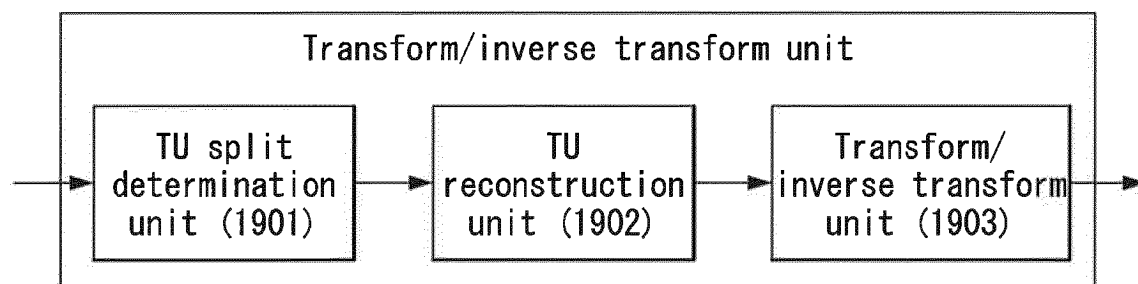 Transform/inverse transform unit
TU split
determination
unit (1901)
TU
reconstruction
unit (1902)
Transform/
inverse transform
unit (1903)